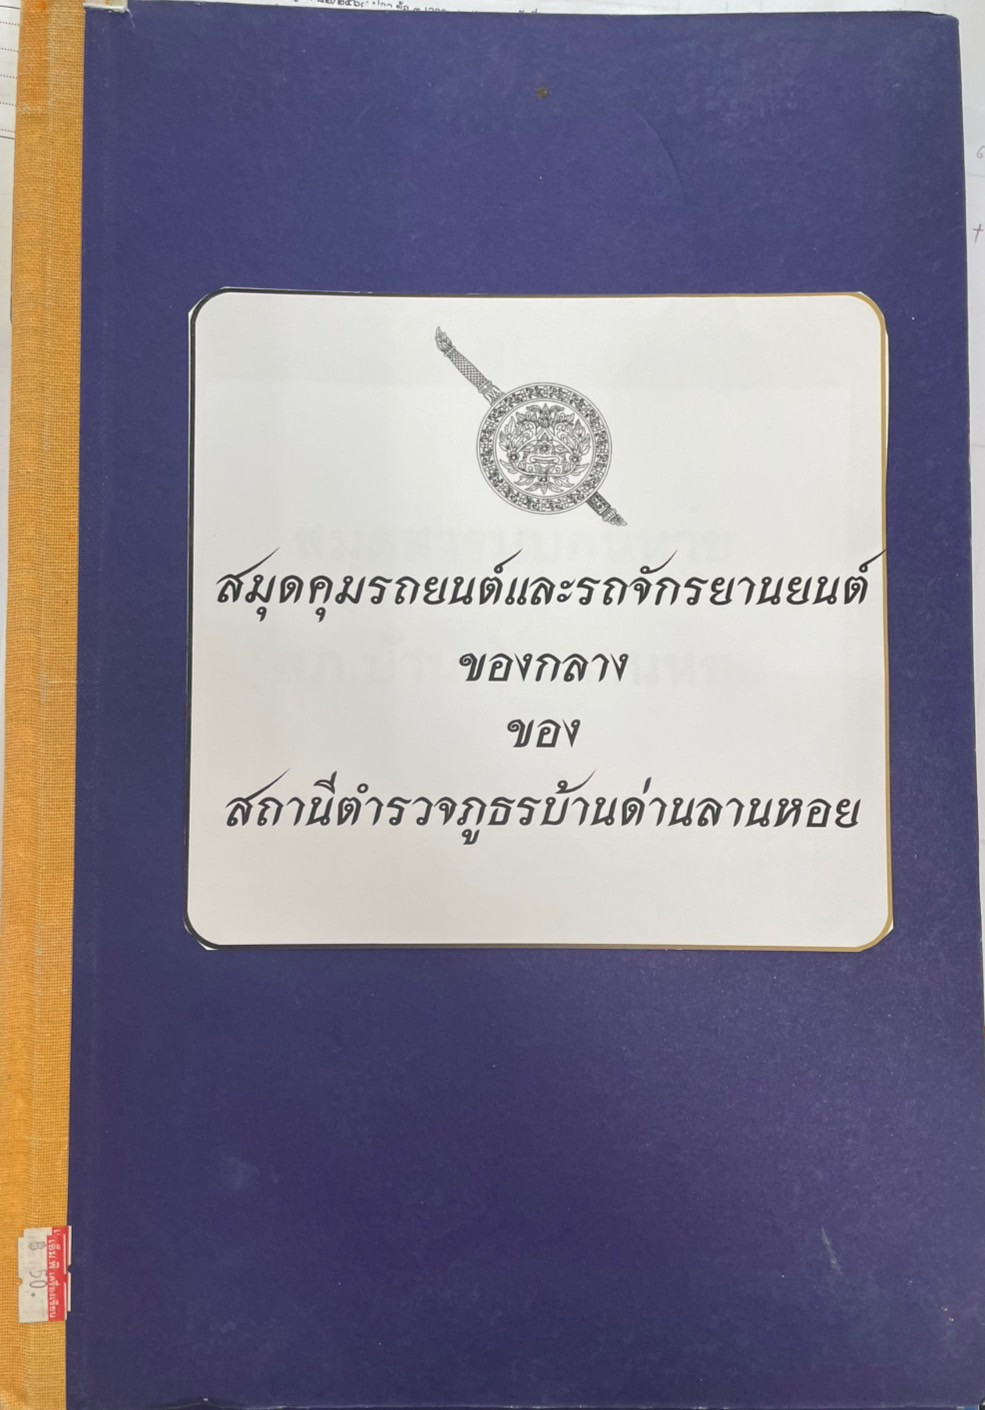 สมุดคุมรถยนต์และรถจักรยานยนต์
ของกลาง
ของ
สถานีตำรวจภูธรบ้านด่านลานหอย
฿ 50.